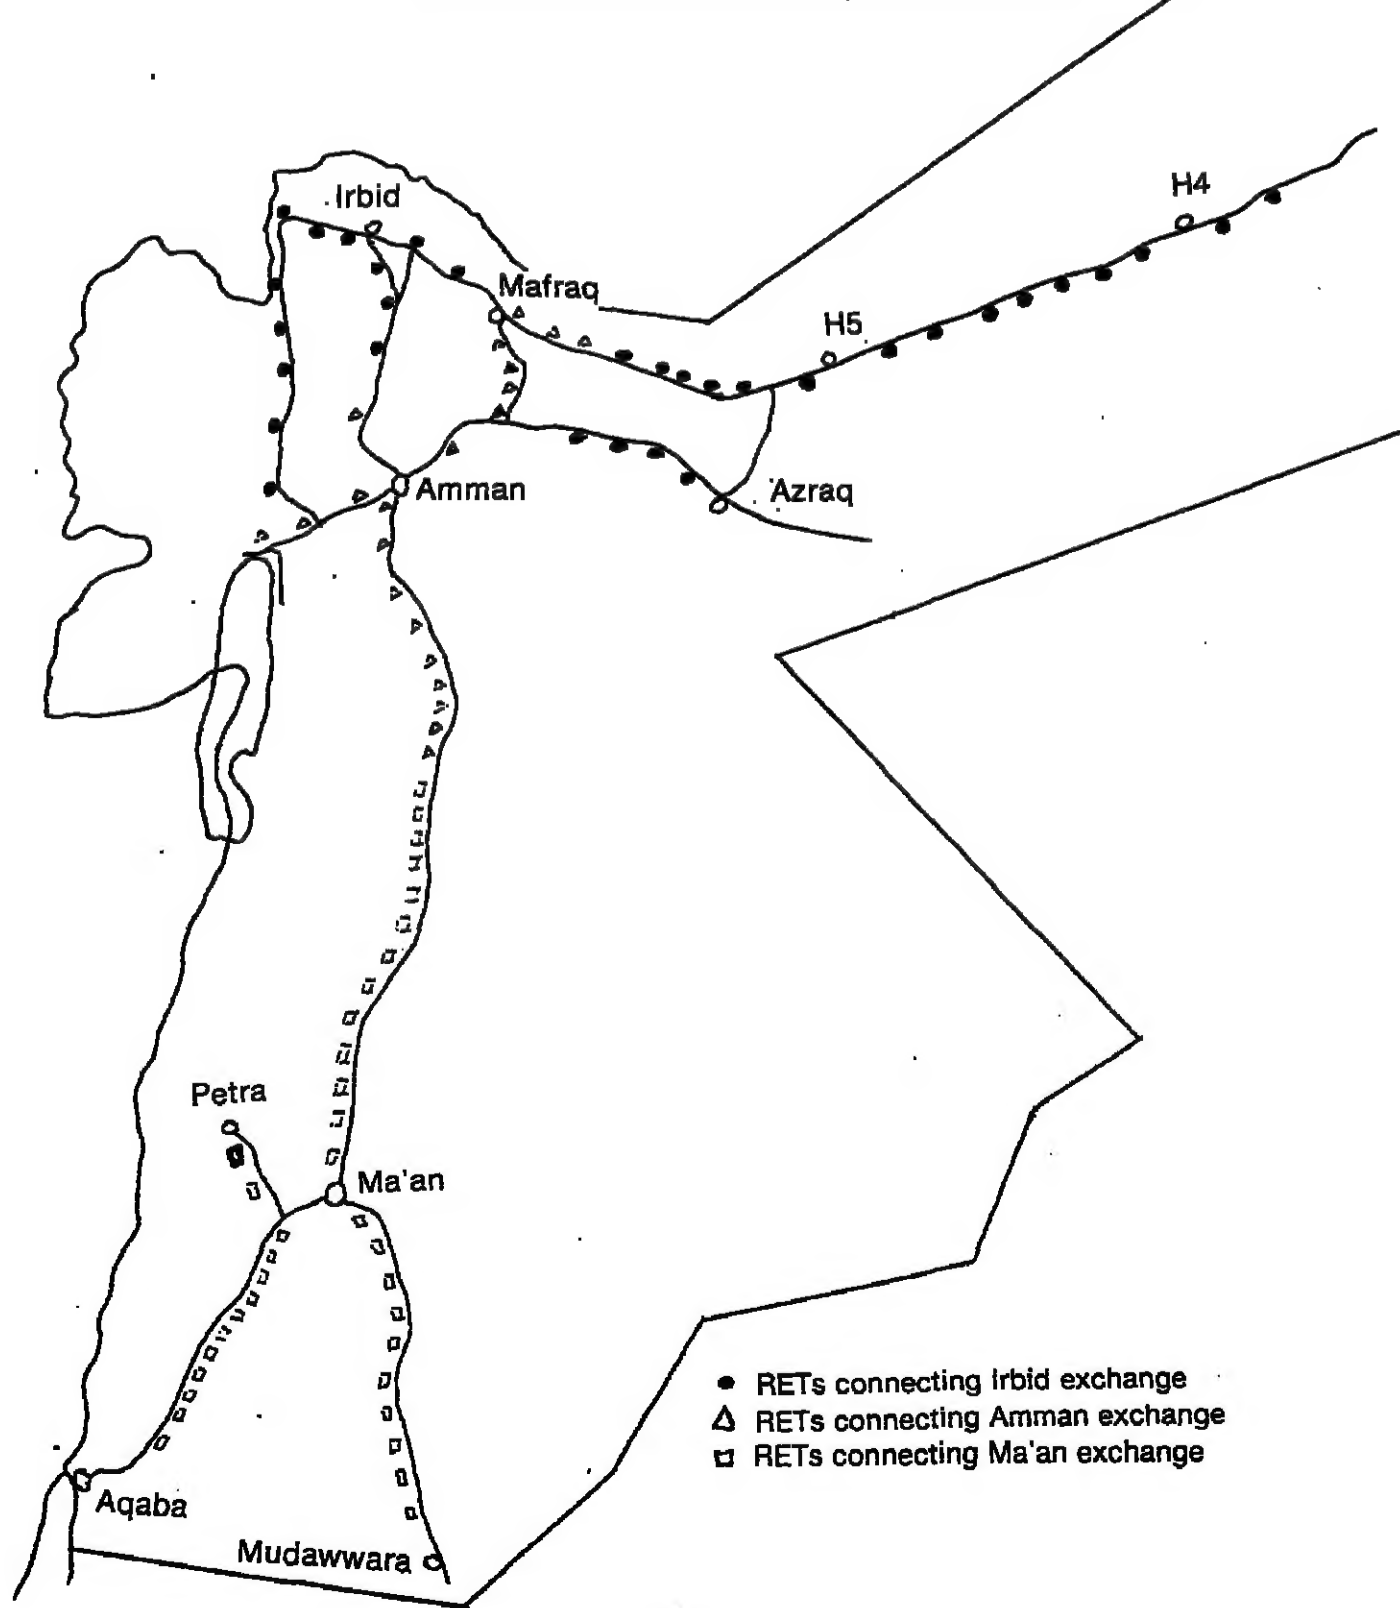 H4
Irbid
Mafraq
H5
Amman
Azraq
Petra
Ma'an
RETs connecting Irbid exchange
RETs connecting Amman exchange
RETs connecting Ma'an exchange
Aqaba
Mudawwara